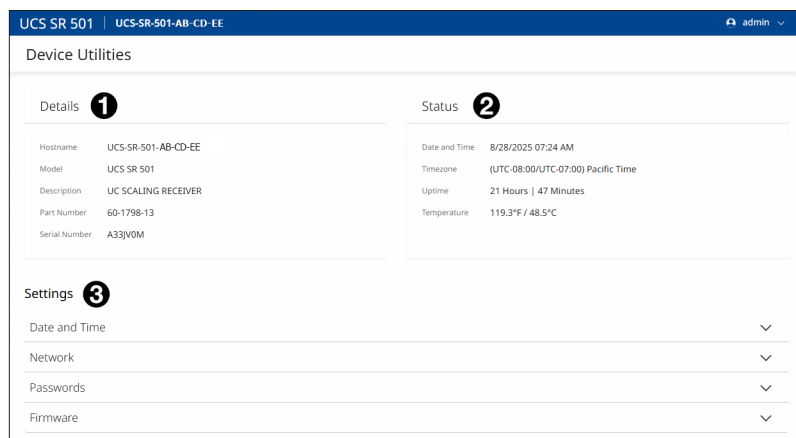 UCS SR 501 | UCS-SR-501-AB-CD-EE admin
Device Utilities
Details 1
Hostname UCS-SR-501-AB-CD-EE
Model UCS SR 501
Description UC SCALING RECEIVER
Part Number 60-1798-13
Serial Number A33JV0M
Status 2
Date and Time 8/28/2025 07:24 AM
Timezone (UTC-08:00/UTC-07:00) Pacific Time
Uptime 21 Hours | 47 Minutes
Temperature 119.3°F / 48.5°C
Settings 3
Date and Time
Network
Passwords
Firmware